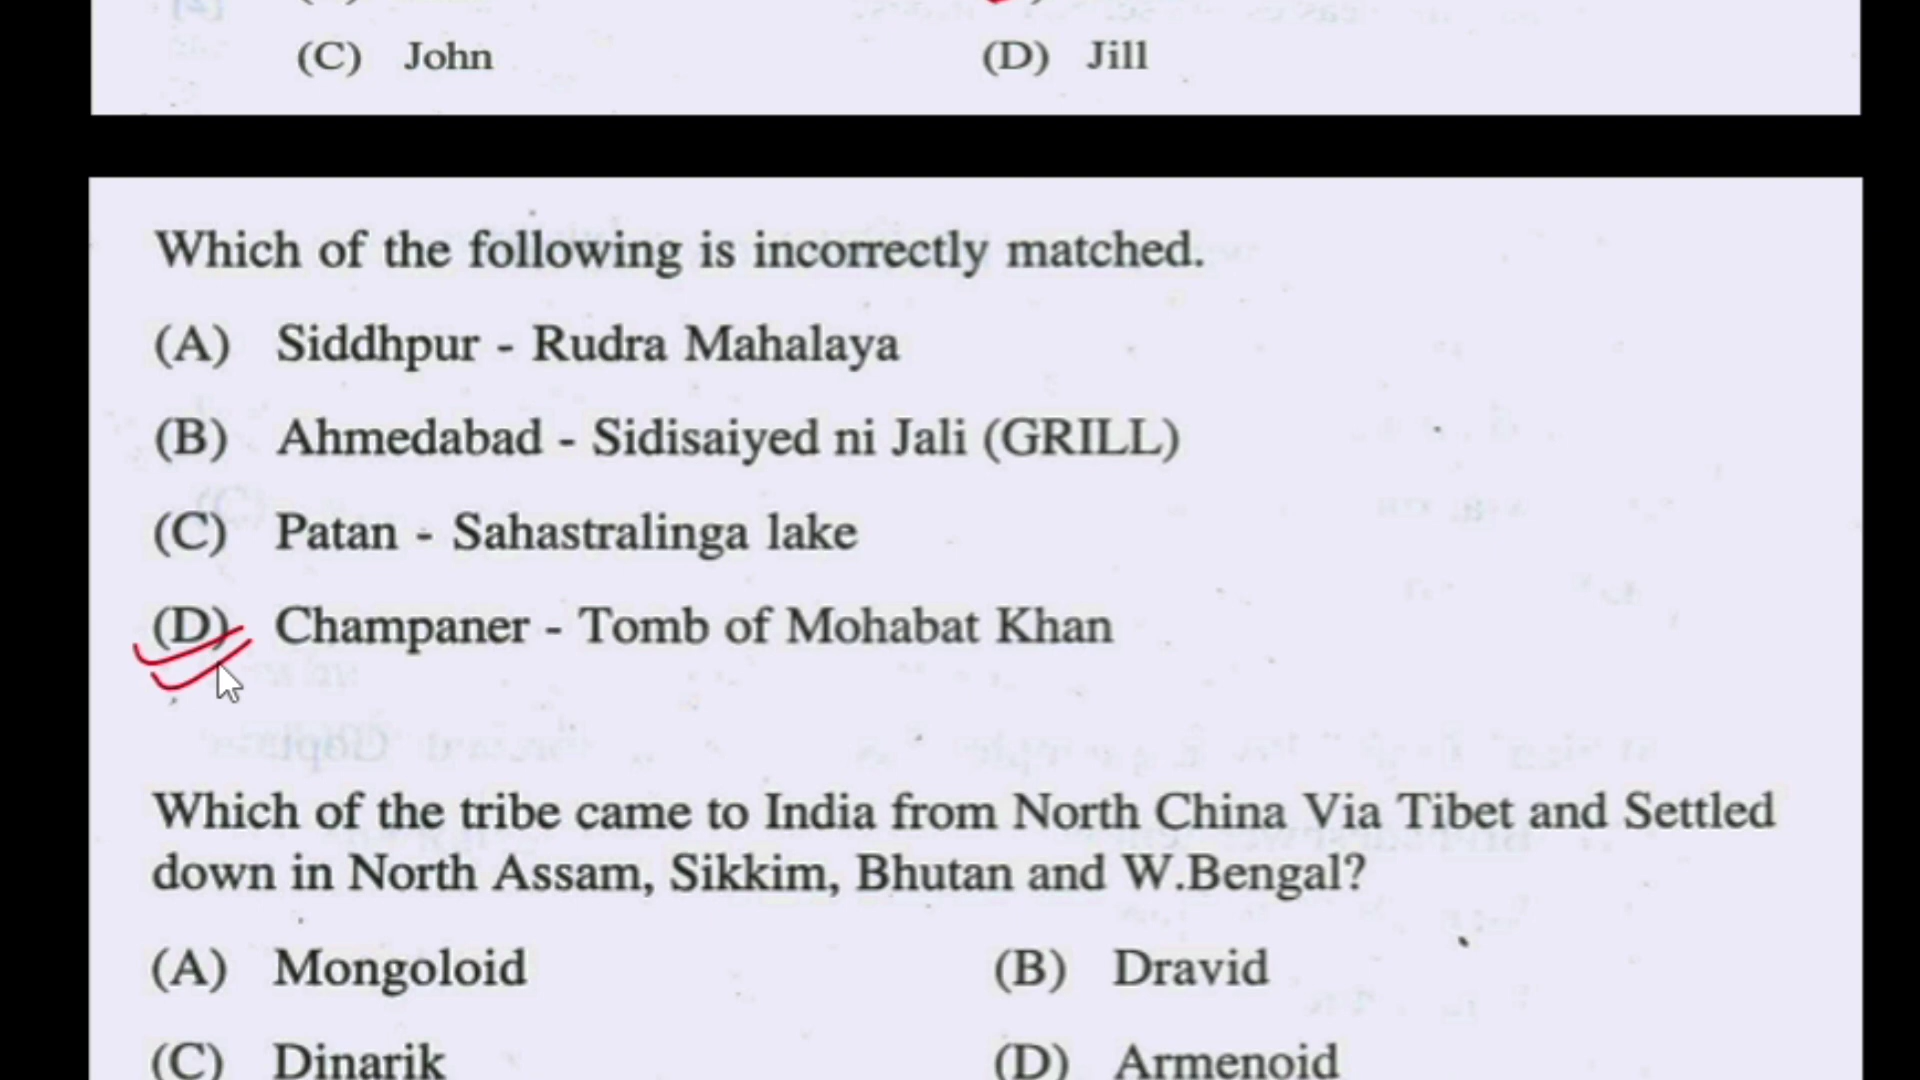 (C) John (D) Jill
Which of the following is incorrectly matched.
(A) Siddhpur - Rudra Mahalaya
(B) Ahmedabad - Sidisaiyed ni Jali (GRILL)
(C) Patan - Sahastralinga lake
(D) Champaner - Tomb of Mohabat Khan
Which of the tribe came to India from North China Via Tibet and Settled
down in North Assam, Sikkim, Bhutan and W.Bengal?
(A) Mongoloid (B) Dravid
(C) Dinarik (D) Armenoid